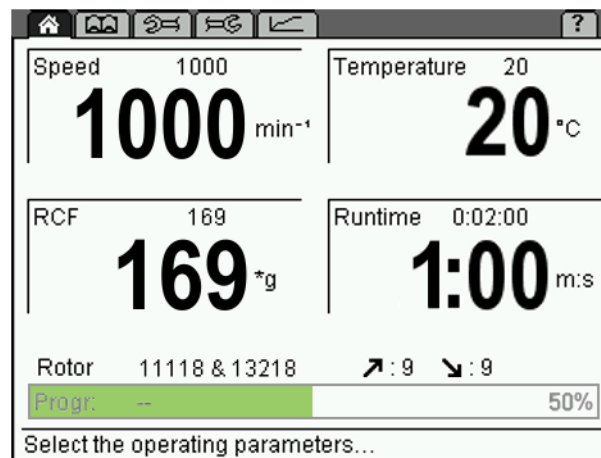 ?
Speed 1000
1000 min⁻¹
Temperature 20
20 °C
RCF 169
169 *g
Runtime 0:02:00
1:00 m:s
Rotor 11118 & 13218 ↗ : 9 ↘ : 9
Progr: -- 50%
Select the operating parameters...